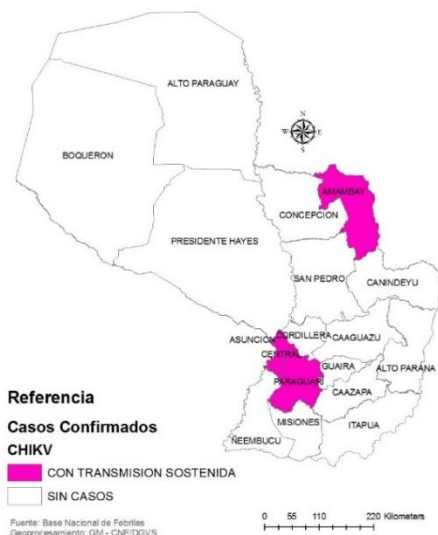 ALTO PARAGUAY
BOQUERON
N
W E
S
AMAMBAY
CONCEPCION
PRESIDENTE HAYES
SAN PEDRO
CANINDEYU
ASUNCION
CORDILLERA
CAAGUAZU
CENTRAL
GUAIRA
ALTO PARANA
PARAGUARI
CAAZAPA
MISIONES
ITAPUA
ÑEEMBUCU
Referencia
Casos Confirmados
CHIKV
CON TRANSMISION SOSTENIDA
SIN CASOS
Fuente: Base Nacional de Febriles
Geoprocesamiento: GM - CNE/DGVS
0 55 110 220 Kilometers